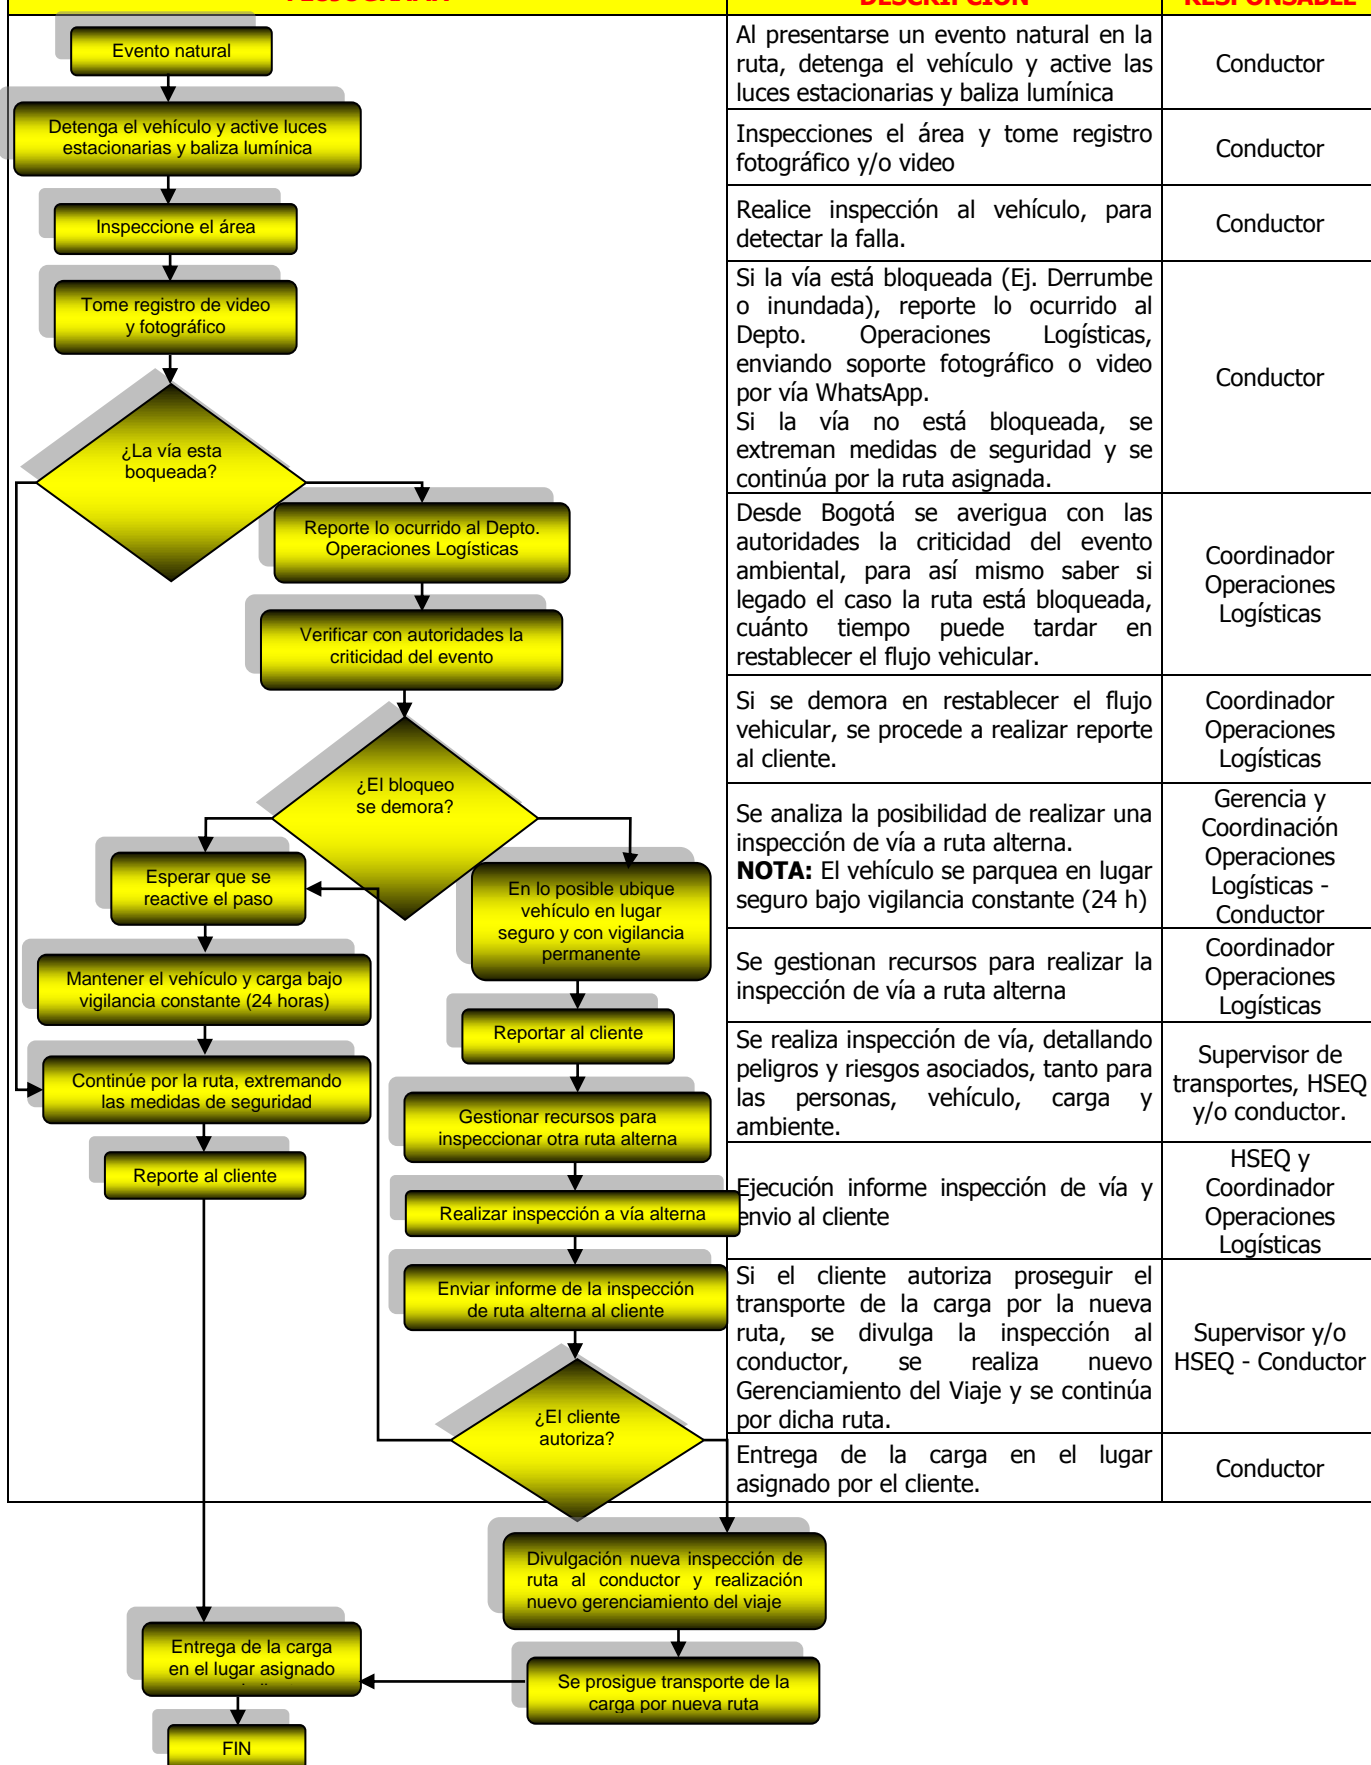 FLUJOGRAMA
DESCRIPCIÓN
RESPONSABLE
Evento natural
Detenga el vehículo y active luces
estacionarias y baliza lumínica
Inspeccione el área
Tome registro de video
y fotográfico
¿La vía esta
boqueada?
Reporte lo ocurrido al Depto.
Operaciones Logísticas
Verificar con autoridades la
criticidad del evento
¿El bloqueo
se demora?
Esperar que se
reactive el paso
En lo posible ubique
vehículo en lugar
seguro y con vigilancia
permanente
Mantener el vehículo y carga bajo
vigilancia constante (24 horas)
Reportar al cliente
Continúe por la ruta, extremando
las medidas de seguridad
Gestionar recursos para
inspeccionar otra ruta alterna
Reporte al cliente
Realizar inspección a vía alterna
Enviar informe de la inspección
de ruta alterna al cliente
¿El cliente
autoriza?
Divulgación nueva inspección de
ruta al conductor y realización
nuevo gerenciamiento del viaje
Entrega de la carga
en el lugar asignado
Se prosigue transporte de la
carga por nueva ruta
FIN
Al presentarse un evento natural en la
ruta, detenga el vehículo y active las
luces estacionarias y baliza lumínica
Conductor
Inspecciones el área y tome registro
fotográfico y/o video
Conductor
Realice inspección al vehículo, para
detectar la falla.
Conductor
Si la vía está bloqueada (Ej. Derrumbe
o inundada), reporte lo ocurrido al
Depto. Operaciones Logísticas,
enviando soporte fotográfico o video
por vía WhatsApp.
Si la vía no está bloqueada, se
extreman medidas de seguridad y se
continúa por la ruta asignada.
Conductor
Desde Bogotá se averigua con las
autoridades la criticidad del evento
ambiental, para así mismo saber si
legado el caso la ruta está bloqueada,
cuánto tiempo puede tardar en
restablecer el flujo vehicular.
Coordinador
Operaciones
Logísticas
Si se demora en restablecer el flujo
vehicular, se procede a realizar reporte
al cliente.
Coordinador
Operaciones
Logísticas
Se analiza la posibilidad de realizar una
inspección de vía a ruta alterna.
NOTA: El vehículo se parquea en lugar
seguro bajo vigilancia constante (24 h)
Gerencia y
Coordinación
Operaciones
Logísticas -
Conductor
Se gestionan recursos para realizar la
inspección de vía a ruta alterna
Coordinador
Operaciones
Logísticas
Se realiza inspección de vía, detallando
peligros y riesgos asociados, tanto para
las personas, vehículo, carga y
ambiente.
Supervisor de
transportes, HSEQ
y/o conductor.
Ejecución informe inspección de vía y
envio al cliente
HSEQ y
Coordinador
Operaciones
Logísticas
Si el cliente autoriza proseguir el
transporte de la carga por la nueva
ruta, se divulga la inspección al
conductor, se realiza nuevo
Gerenciamiento del Viaje y se continúa
por dicha ruta.
Supervisor y/o
HSEQ - Conductor
Entrega de la carga en el lugar
asignado por el cliente.
Conductor